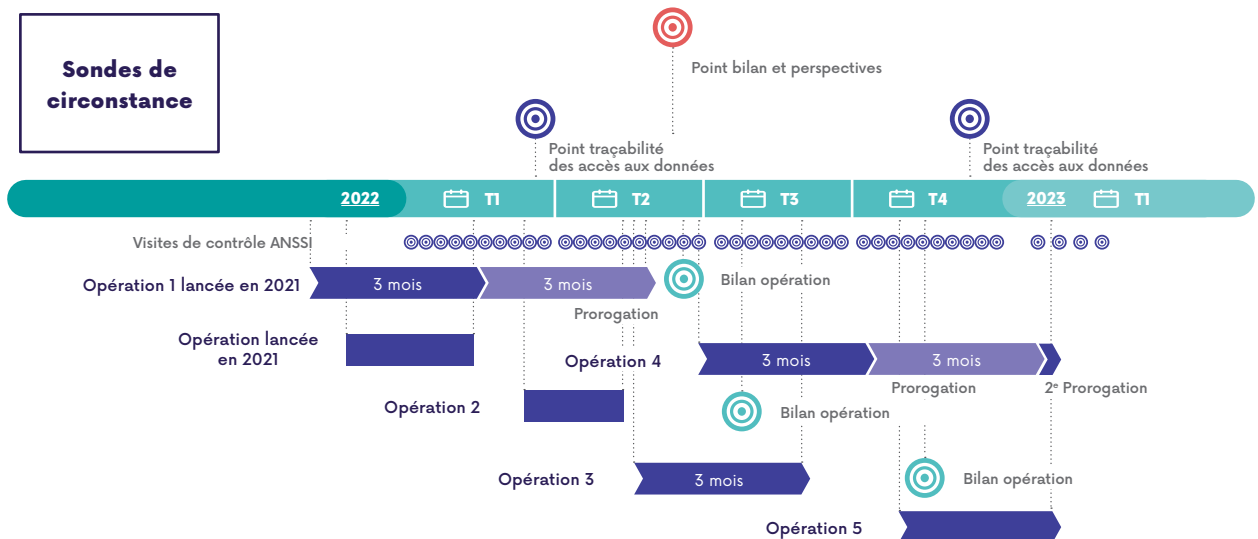 Sondes de
circonstance
Point bilan et perspectives
Point traçabilité
des accès aux données
Point traçabilité
des accès aux données
2022
T1
T2
T3
T4
2023
T1
Visites de contrôle ANSSI
Opération 1 lancée en 2021
3 mois
3 mois
Bilan opération
Prorogation
Opération lancée
en 2021
Opération 4
3 mois
3 mois
Prorogation
2ᵉ Prorogation
Opération 2
Bilan opération
Opération 3
3 mois
Bilan opération
Opération 5